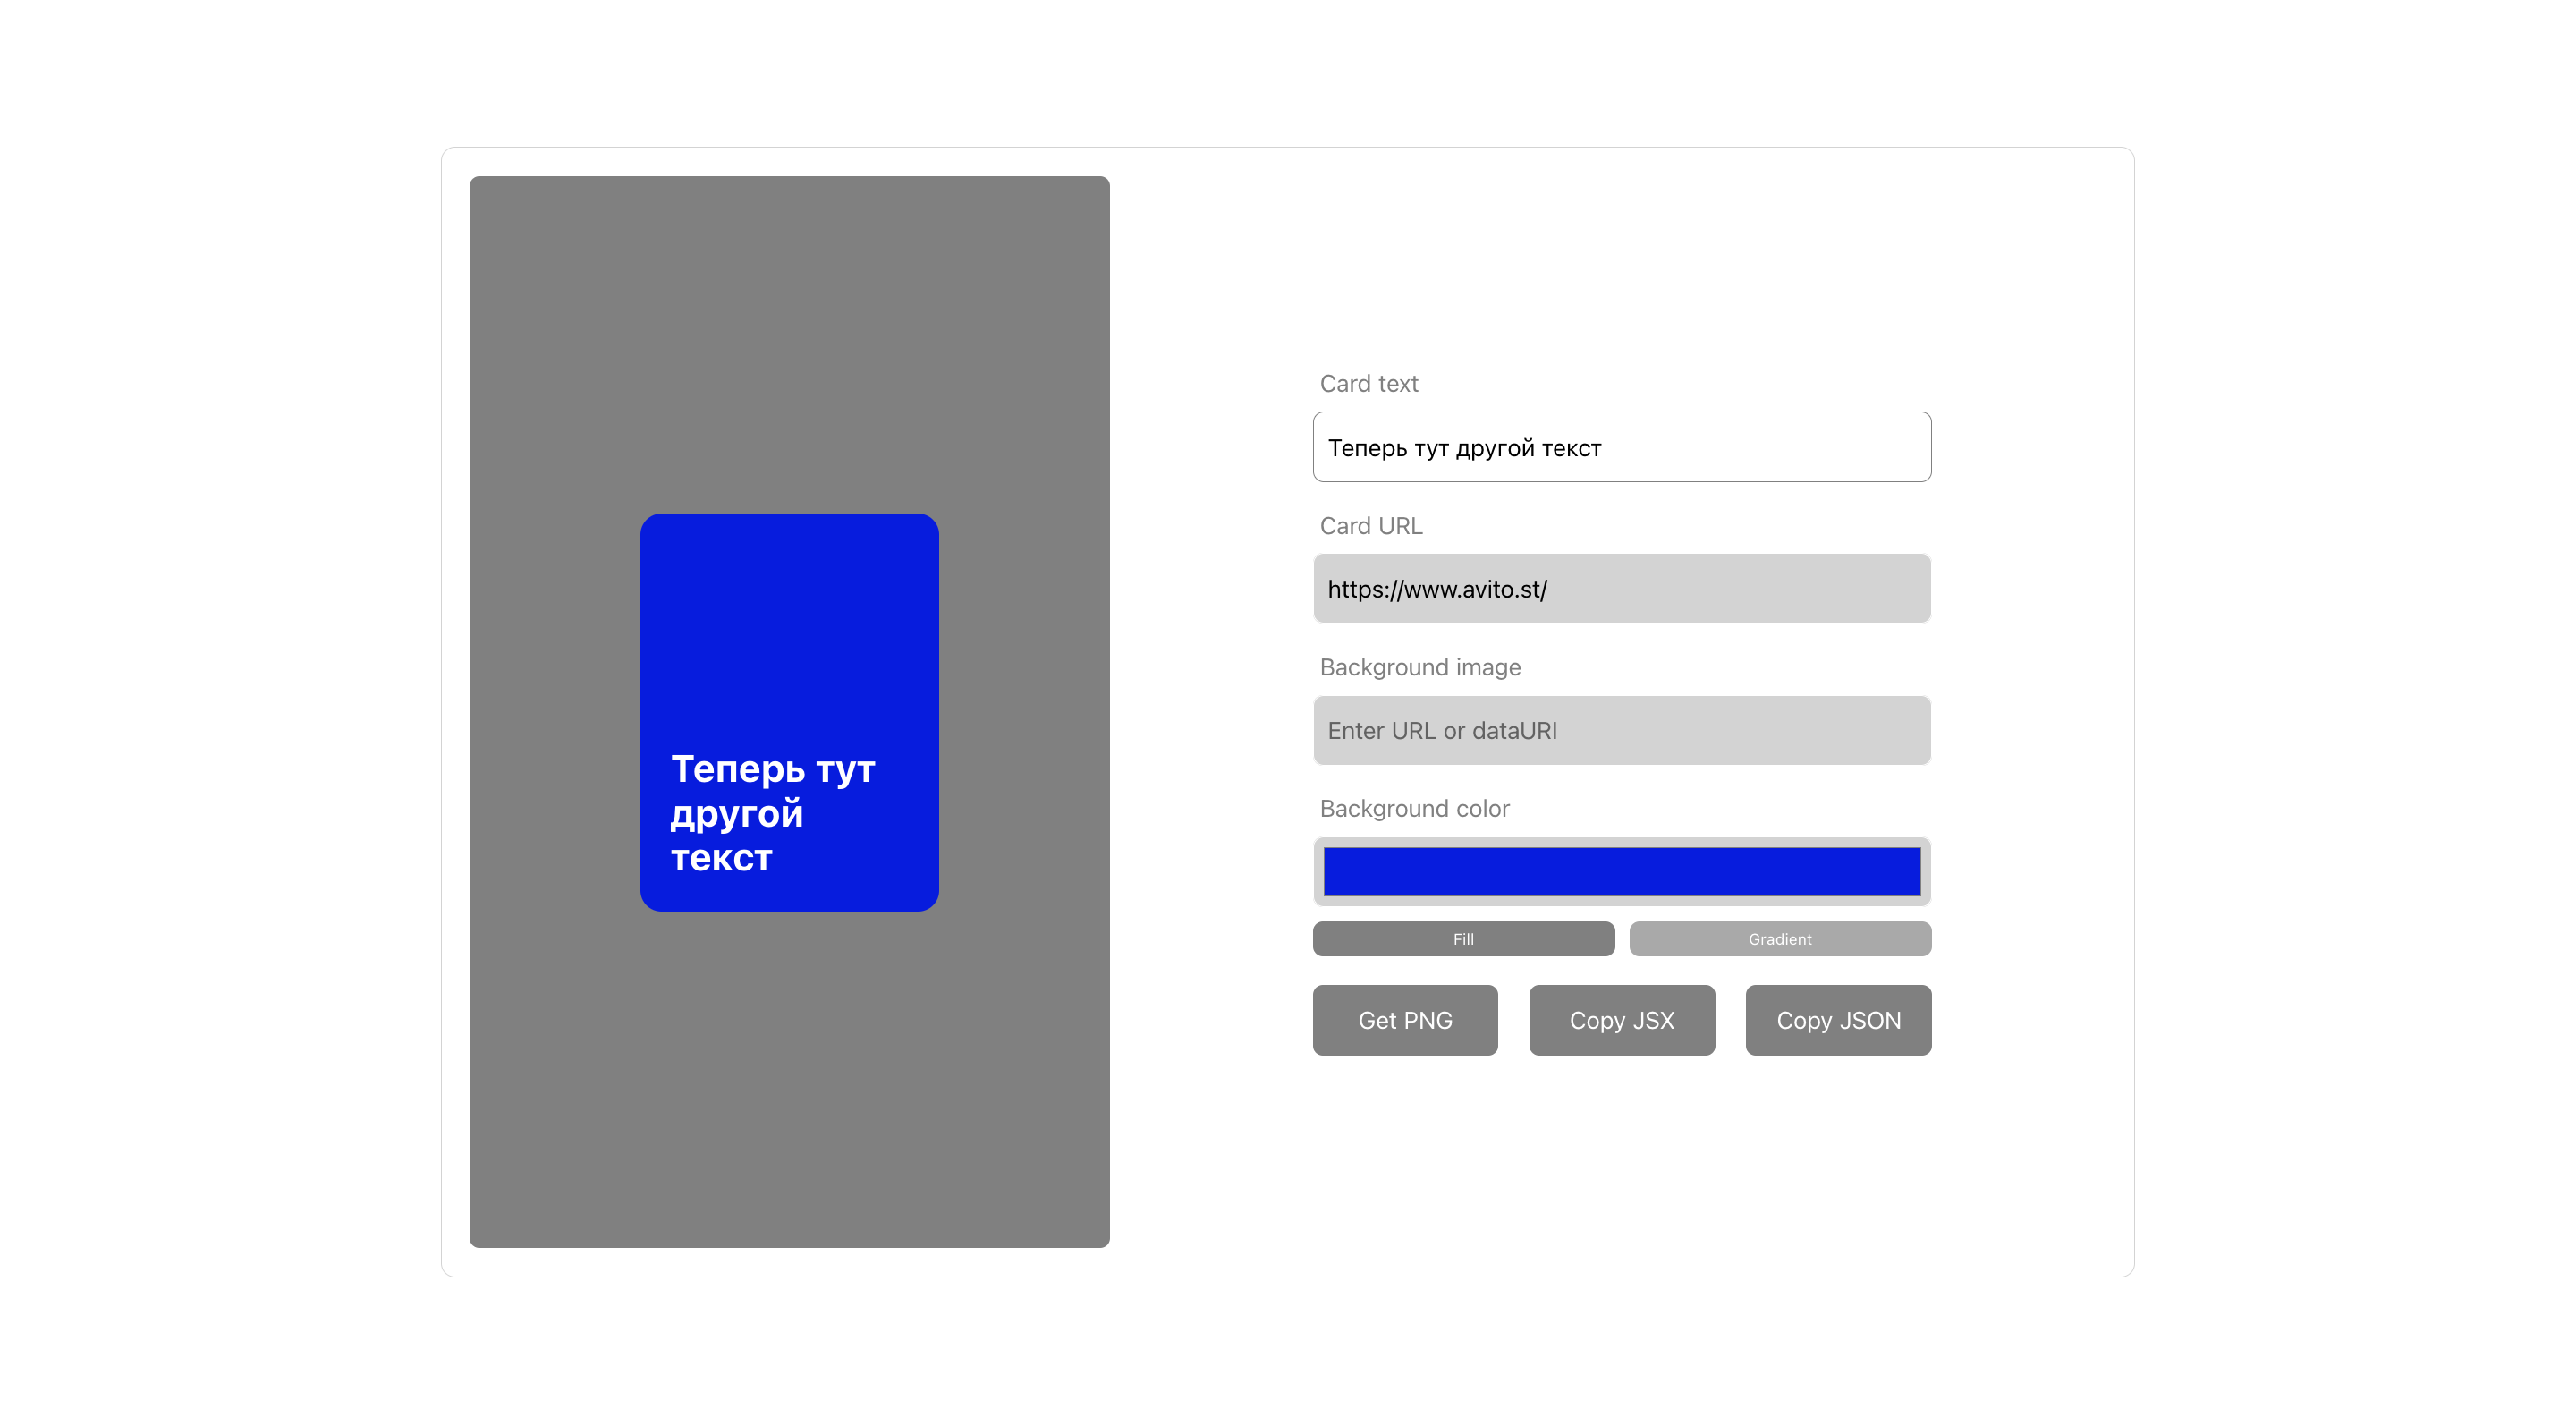 Теперь тут
другой
текст
Card text
Теперь тут другой текст
Card URL
https://www.avito.st/
Background image
Enter URL or dataURI
Background color
Fill
Gradient
Get PNG
Copy JSX
Copy JSON